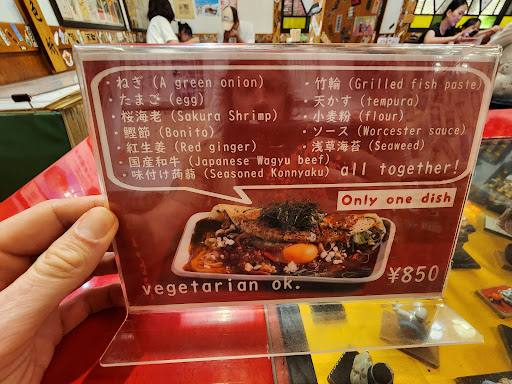 ・ねぎ (A green onion)
・たまご (egg)
・桜海老 (Sakura Shrimp)
・鰹節 (Bonito)
・紅生姜 (Red ginger)
・国産和牛 (Japanese Wagyu beef)
・味付け蒟蒻 (Seasoned Konnyaku)
・竹輪 (Grilled fish paste)
・天かす (tempura)
・小麦粉 (flour)
・ソース (Worcester sauce)
・浅草海苔 (Seaweed)
all together!
Only one dish
¥850
vegetarian ok.